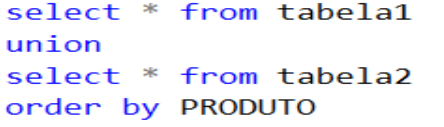 select * from tabela1
union
select * from tabela2
order by PRODUTO